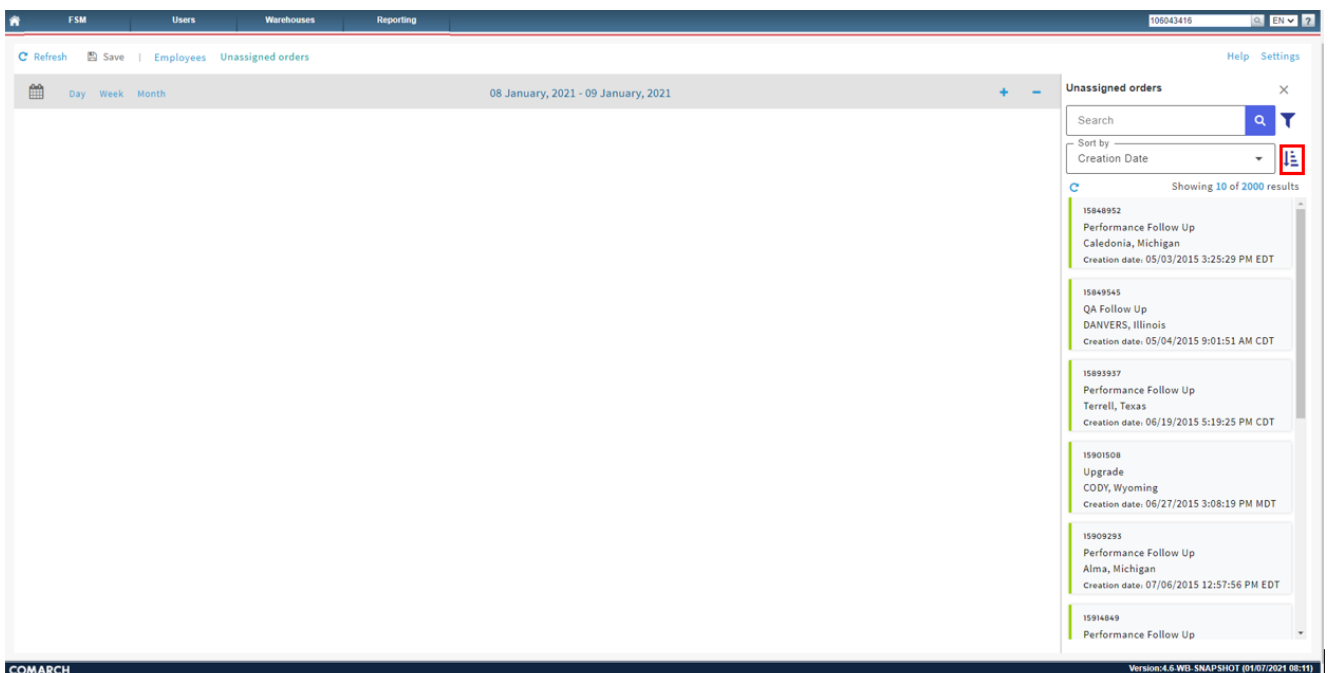 FSM Users Warehouses Reporting 106043416 EN ?
Refresh Save | Employees Unassigned orders Help Settings
Day Week Month 08 January, 2021 - 09 January, 2021 + −
Unassigned orders ×
Search
Sort by
Creation Date
Showing 10 of 2000 results
15848952
Performance Follow Up
Caledonia, Michigan
Creation date: 05/03/2015 3:25:29 PM EDT
15849545
QA Follow Up
DANVERS, Illinois
Creation date: 05/04/2015 9:01:51 AM CDT
15893937
Performance Follow Up
Terrell, Texas
Creation date: 06/19/2015 5:19:25 PM CDT
15901508
Upgrade
CODY, Wyoming
Creation date: 06/27/2015 3:08:19 PM MDT
15909293
Performance Follow Up
Alma, Michigan
Creation date: 07/06/2015 12:57:56 PM EDT
15914849
Performance Follow Up
COMARCH Version:4.6-WB-SNAPSHOT (01/07/2021 08:11)